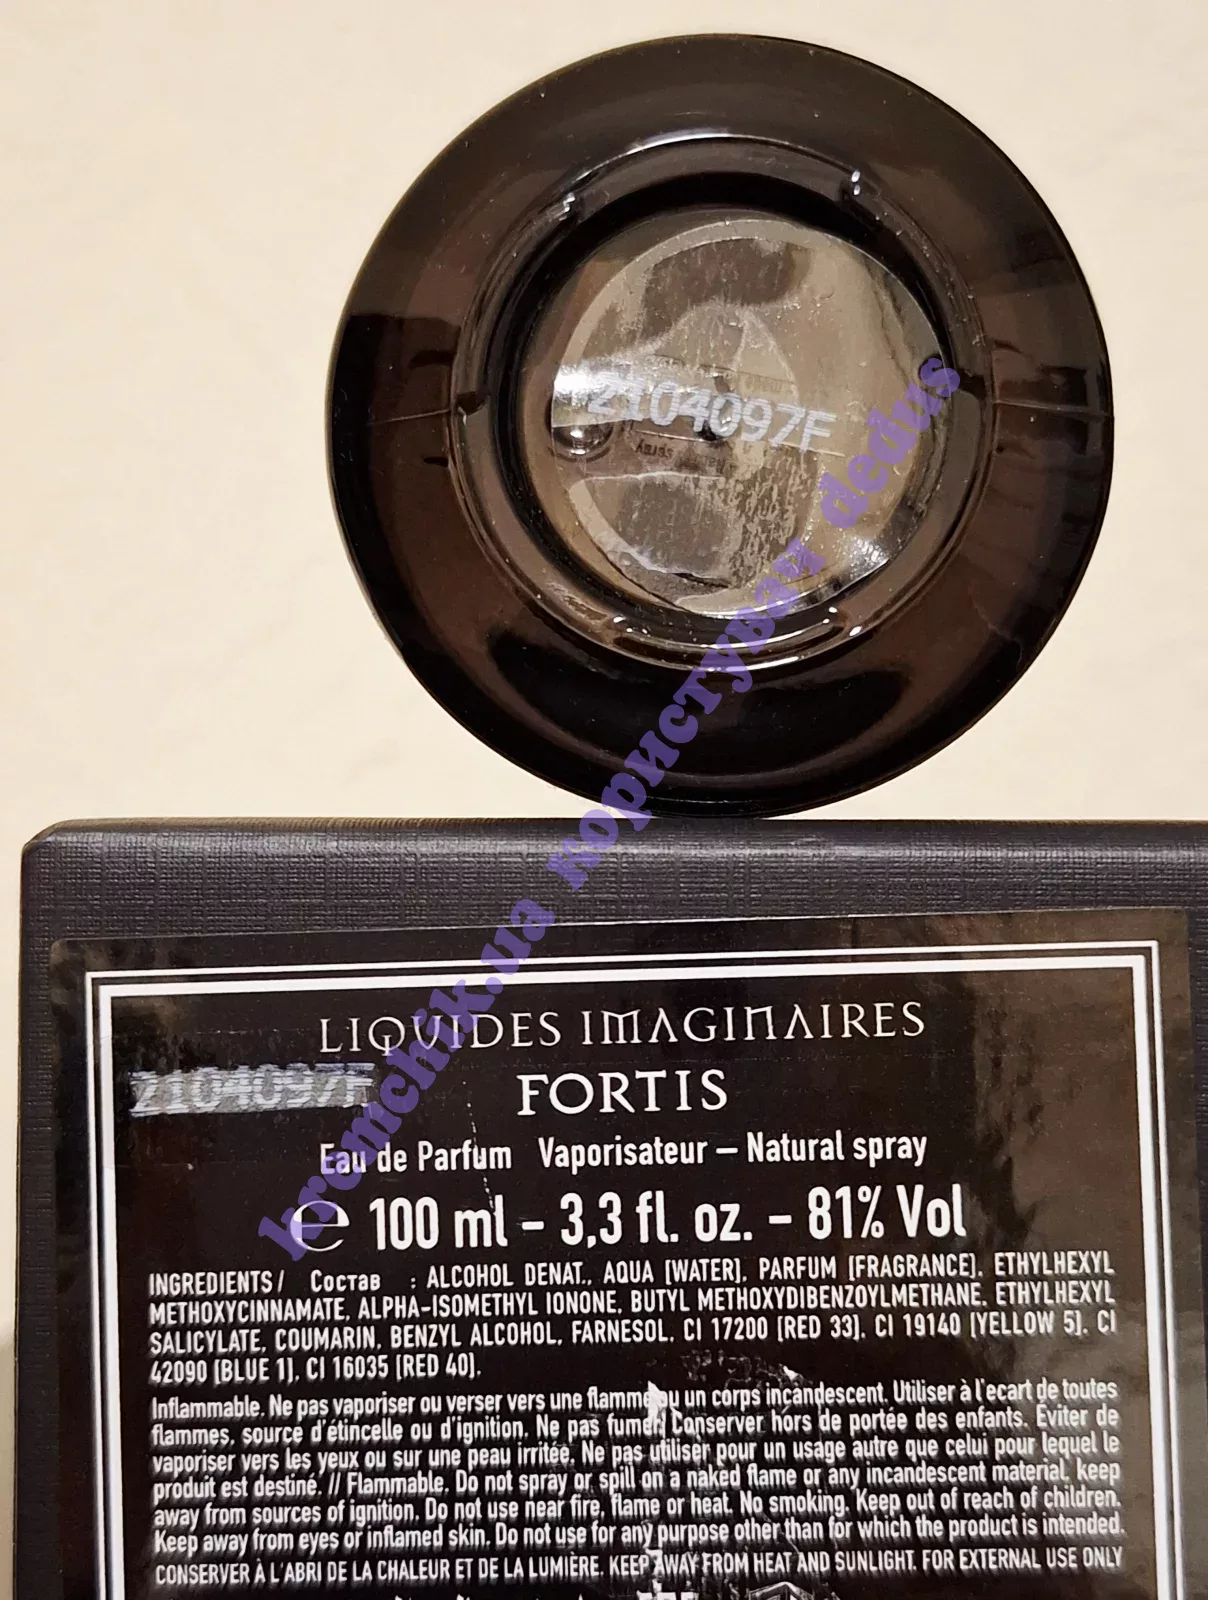 2104097F
LIQUIDES IMAGINAIRES
2104097F
FORTIS
Eau de Parfum Vaporisateur – Natural spray
℮ 100 ml - 3,3 fl. oz. - 81% Vol
INGREDIENTS / Состав : ALCOHOL DENAT., AQUA [WATER], PARFUM [FRAGRANCE], ETHYLHEXYL
METHOXYCINNAMATE, ALPHA-ISOMETHYL IONONE, BUTYL METHOXYDIBENZOYLMETHANE, ETHYLHEXYL
SALICYLATE, COUMARIN, BENZYL ALCOHOL, FARNESOL, CI 17200 [RED 33], CI 19140 [YELLOW 5], CI
42090 [BLUE 1], CI 16035 [RED 40].
Inflammable. Ne pas vaporiser ou verser vers une flamme ou un corps incandescent. Utiliser à l'ecart de toutes
flammes, source d'étincelle ou d'ignition. Ne pas fumer. Conserver hors de portée des enfants. Éviter de
vaporiser vers les yeux ou sur une peau irritée. Ne pas utiliser pour un usage autre que celui pour lequel le
produit est destiné. // Flammable. Do not spray or spill on a naked flame or any incandescent material, keep
away from sources of ignition. Do not use near fire, flame or heat. No smoking. Keep out of reach of children.
Keep away from eyes or inflamed skin. Do not use for any purpose other than for which the product is intended.
CONSERVER À L'ABRI DE LA CHALEUR ET DE LA LUMIÈRE. KEEP AWAY FROM HEAT AND SUNLIGHT. FOR EXTERNAL USE ONLY
kremchik.ua користувач dedus